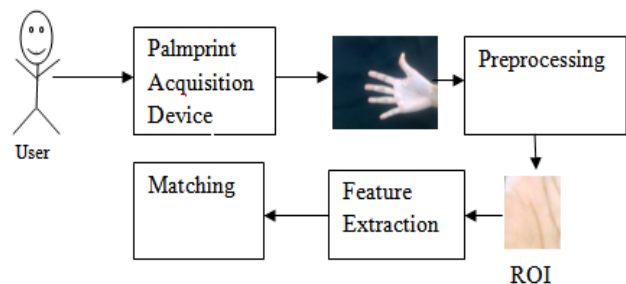 Palmprint
Acquisition
Device
Preprocessing
User
Matching
Feature
Extraction
ROI